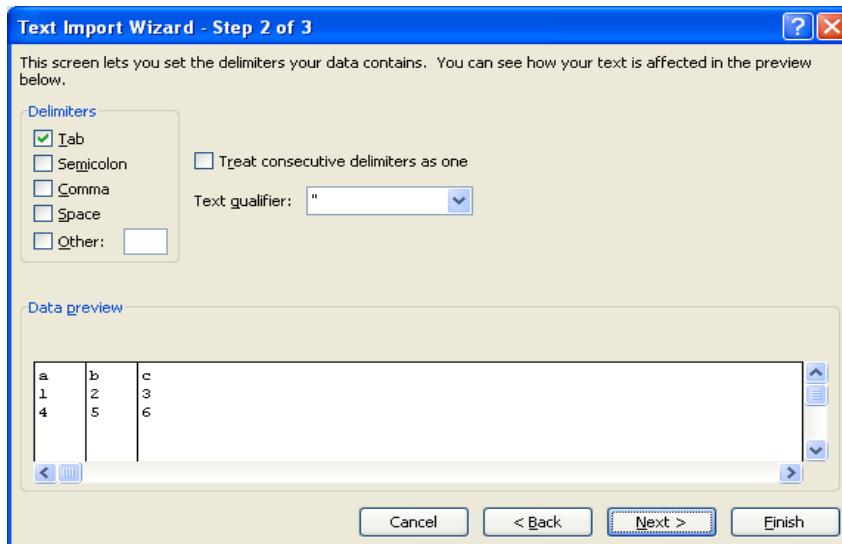 Text Import Wizard - Step 2 of 3
This screen lets you set the delimiters your data contains. You can see how your text is affected in the preview
below.
Delimiters
Tab
Semicolon
Treat consecutive delimiters as one
Comma
Text qualifier: "
Space
Other:
Data preview
a b c
1 2 3
4 5 6
Cancel < Back Next > Finish